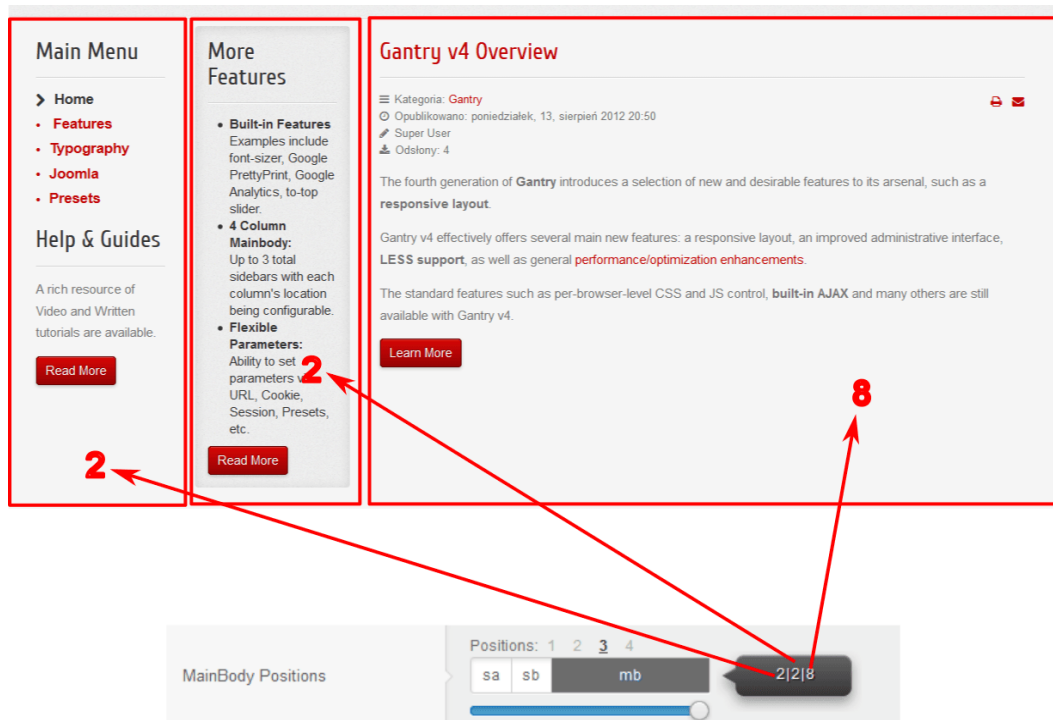 Main Menu
Home
Features
Typography
Joomla
Presets
Help & Guides
A rich resource of
Video and Written
tutorials are available.
Read More
2
More
Features
Built-in Features
Examples include
font-sizer, Google
PrettyPrint, Google
Analytics, to-top
slider.
4 Column
Mainbody:
Up to 3 total
sidebars with each
column's location
being configurable.
Flexible
Parameters:
Ability to set
parameters
URL, Cookie,
Session, Presets,
etc.
Read More
2
Gantry v4 Overview
Kategoria: Gantry
Opublikowano: poniedziałek, 13, sierpień 2012 20:50
Super User
Odsłony: 4
The fourth generation of Gantry introduces a selection of new and desirable features to its arsenal, such as a
responsive layout.
Gantry v4 effectively offers several main new features: a responsive layout, an improved administrative interface,
LESS support, as well as general performance/optimization enhancements.
The standard features such as per-browser-level CSS and JS control, built-in AJAX and many others are still
available with Gantry v4.
Learn More
8
MainBody Positions
Positions: 1 2 3 4
sa sb mb
2|2|8